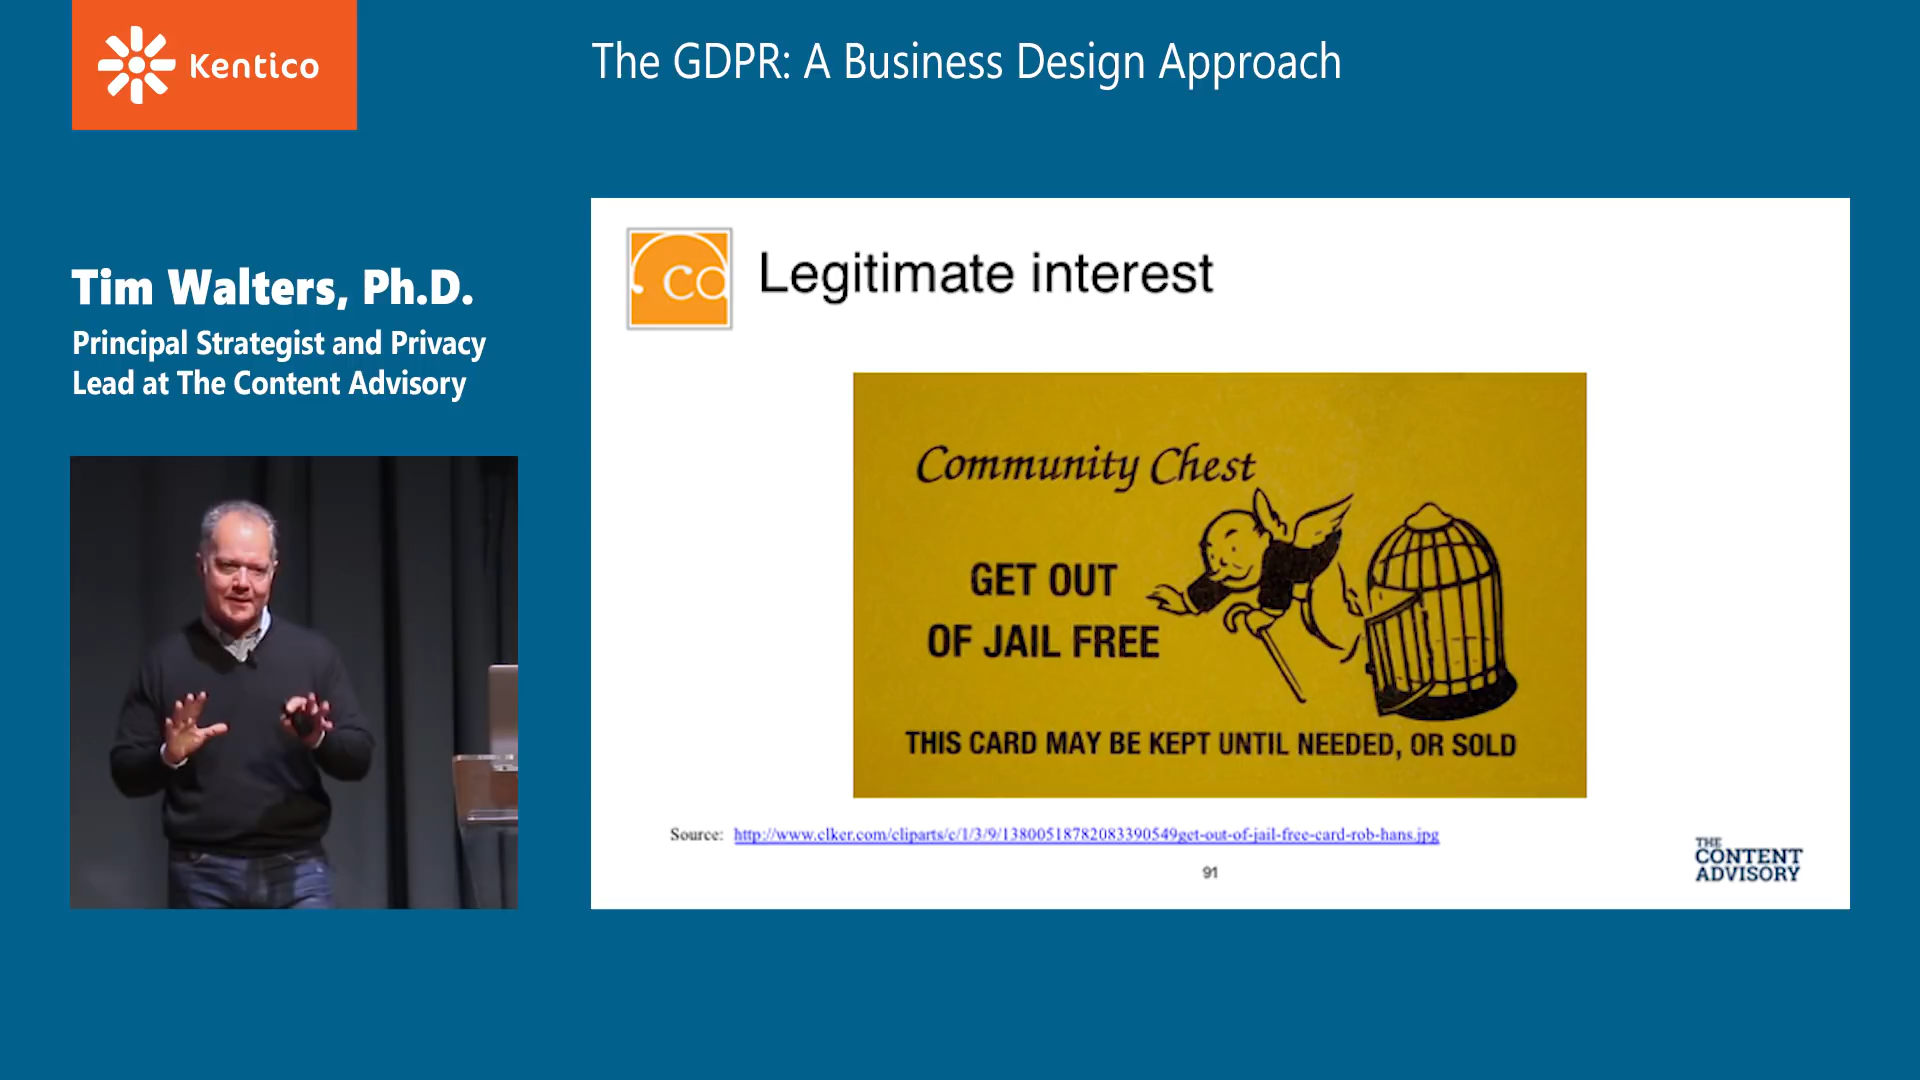 Kentico
The GDPR: A Business Design Approach
Tim Walters, Ph.D.
Principal Strategist and Privacy
Lead at The Content Advisory
ca
Legitimate interest
Community Chest
GET OUT
OF JAIL FREE
THIS CARD MAY BE KEPT UNTIL NEEDED, OR SOLD
Source: http://www.clker.com/cliparts/c/1/3/9/13800518782083390549get-out-of-jail-free-card-rob-hans.jpg
91
THE
CONTENT
ADVISORY